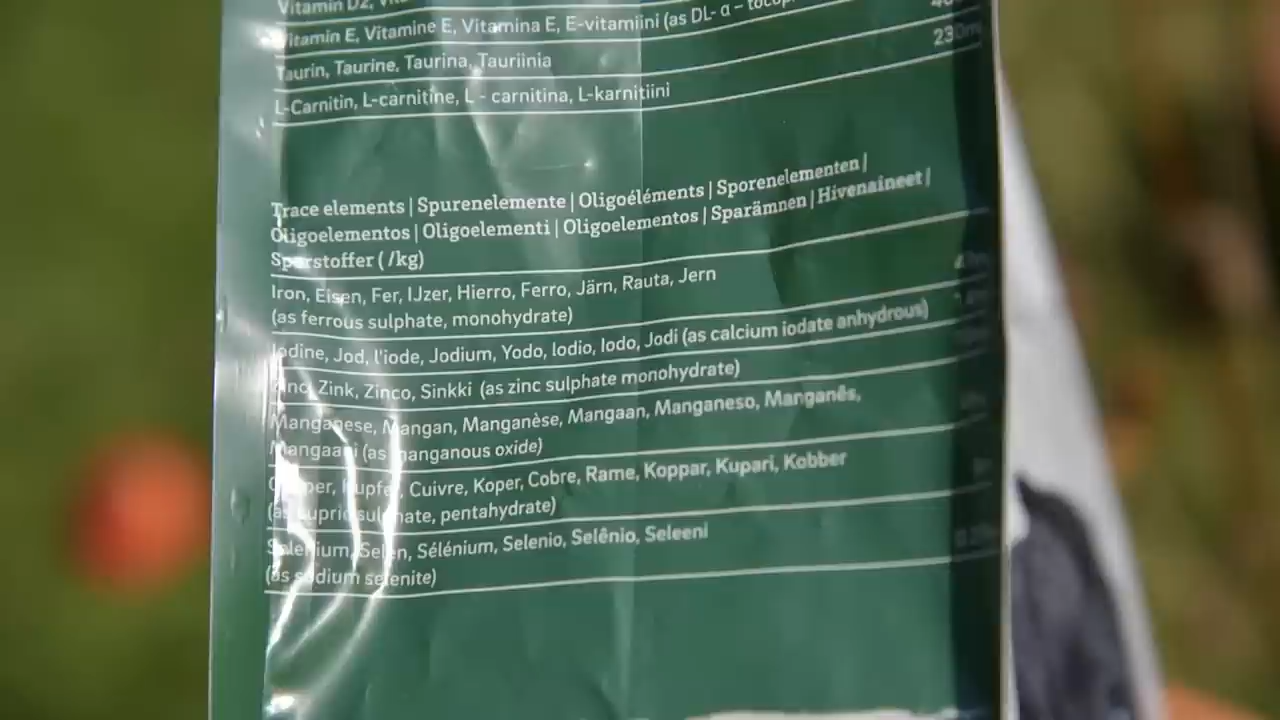 Vitamin D2,
Vitamin E, Vitamine E, Vitamina E, E-vitamiini (as DL- α –
Taurin, Taurine, Taurina, Tauriinia
L-Carnitin, L-carnitine, L - carnitina, L-karnitiini
Trace elements | Spurenelemente | Oligoéléments | Sporenelementen |
Oligoelementos | Oligoelementi | Oligoelementos | Sparämnen | Hivenaineet |
Sporstoffer ( /kg)
Iron, Eisen, Fer, IJzer, Hierro, Ferro, Järn, Rauta, Jern
(as ferrous sulphate, monohydrate)
Iodine, Jod, l'iode, Jodium, Yodo, lodio, Iodo, Jodi (as calcium iodate anhydrous)
Zinc, Zink, Zinco, Sinkki (as zinc sulphate monohydrate)
Manganese, Mangan, Manganèse, Mangaan, Manganeso, Manganês,
Mangaani (as manganous oxide)
Copper, Kupfer, Cuivre, Koper, Cobre, Rame, Koppar, Kupari, Kobber
(as cupric sulphate, pentahydrate)
Selenium, Selen, Sélénium, Selenio, Selênio, Seleeni
(as sodium selenite)